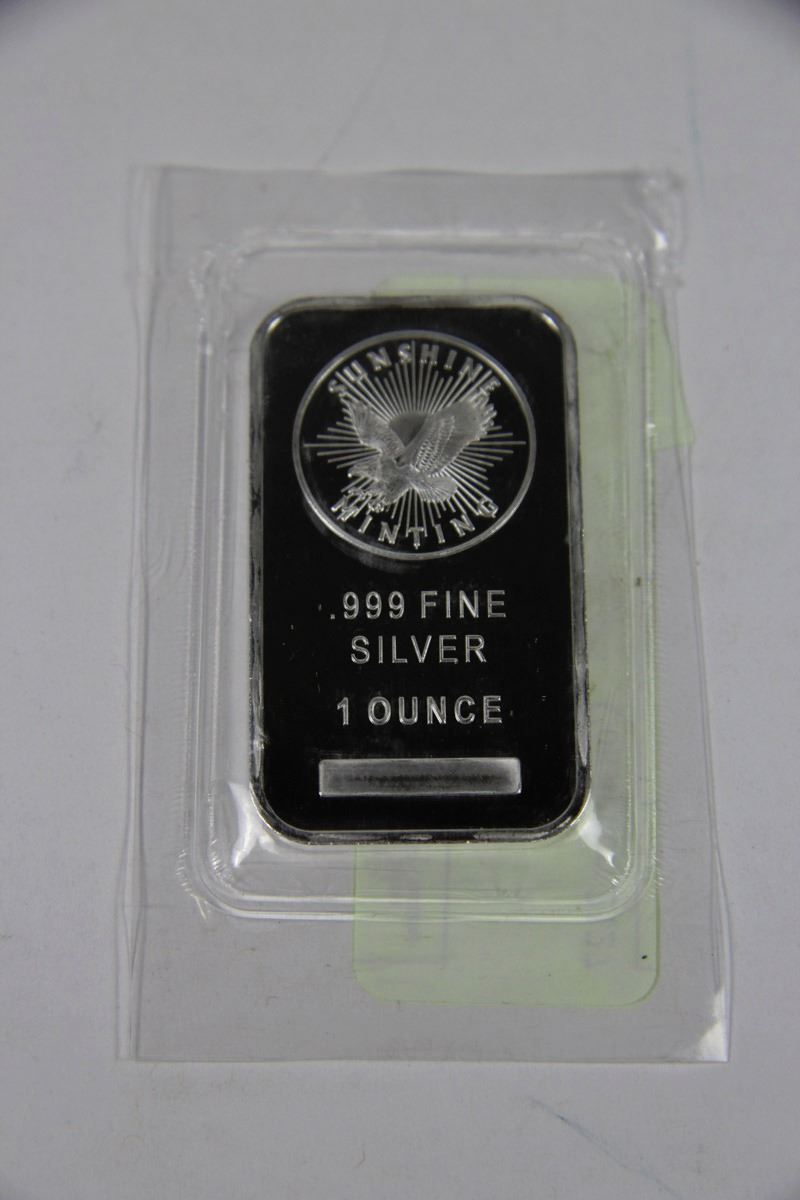 SUNSHINE
MINTING
.999 FINE
SILVER
1 OUNCE